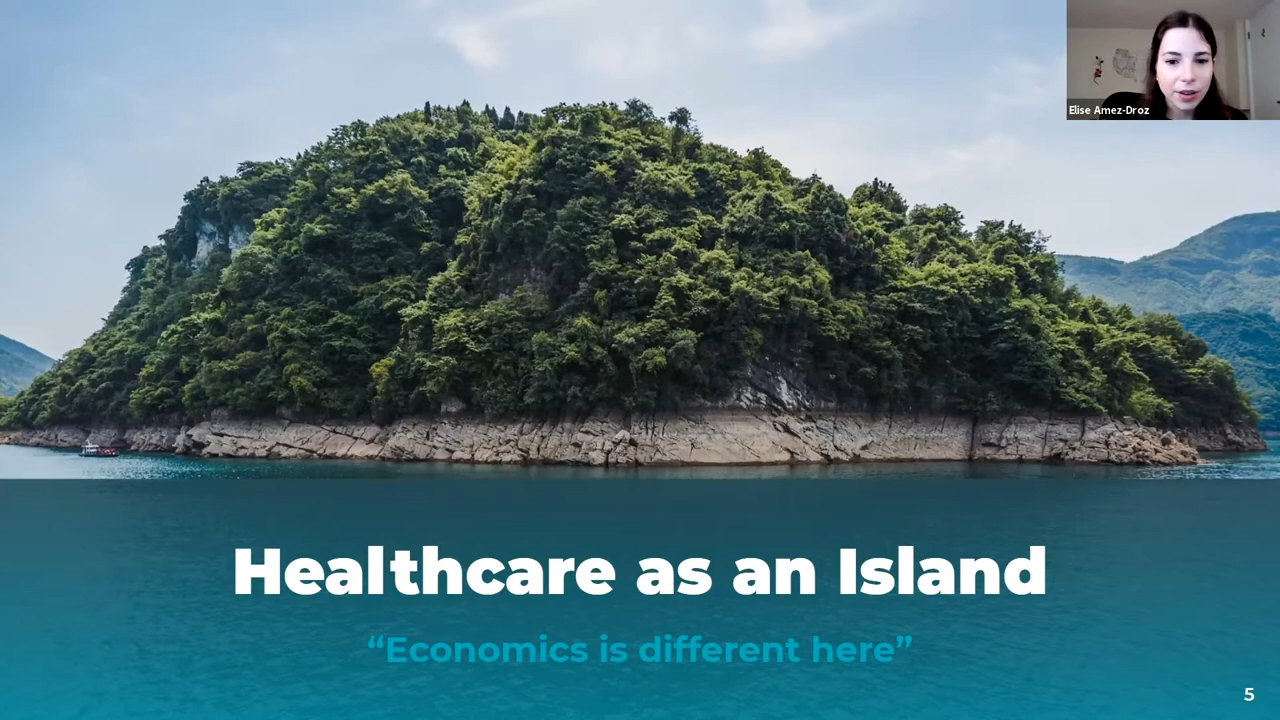 Elise Amez-Droz
Healthcare as an Island
“Economics is different here”
5